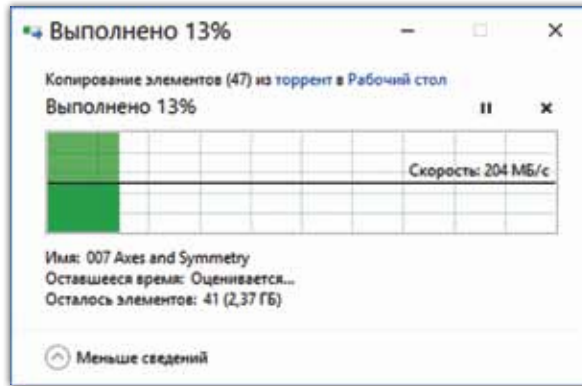 Выполнено 13%
Копирование элементов (47) из торрент в Рабочий стол
Выполнено 13%
Скорость: 204 МБ/с
Имя: 007 Axes and Symmetry
Оставшееся время: Оценивается...
Осталось элементов: 41 (2,37 ГБ)
Меньше сведений